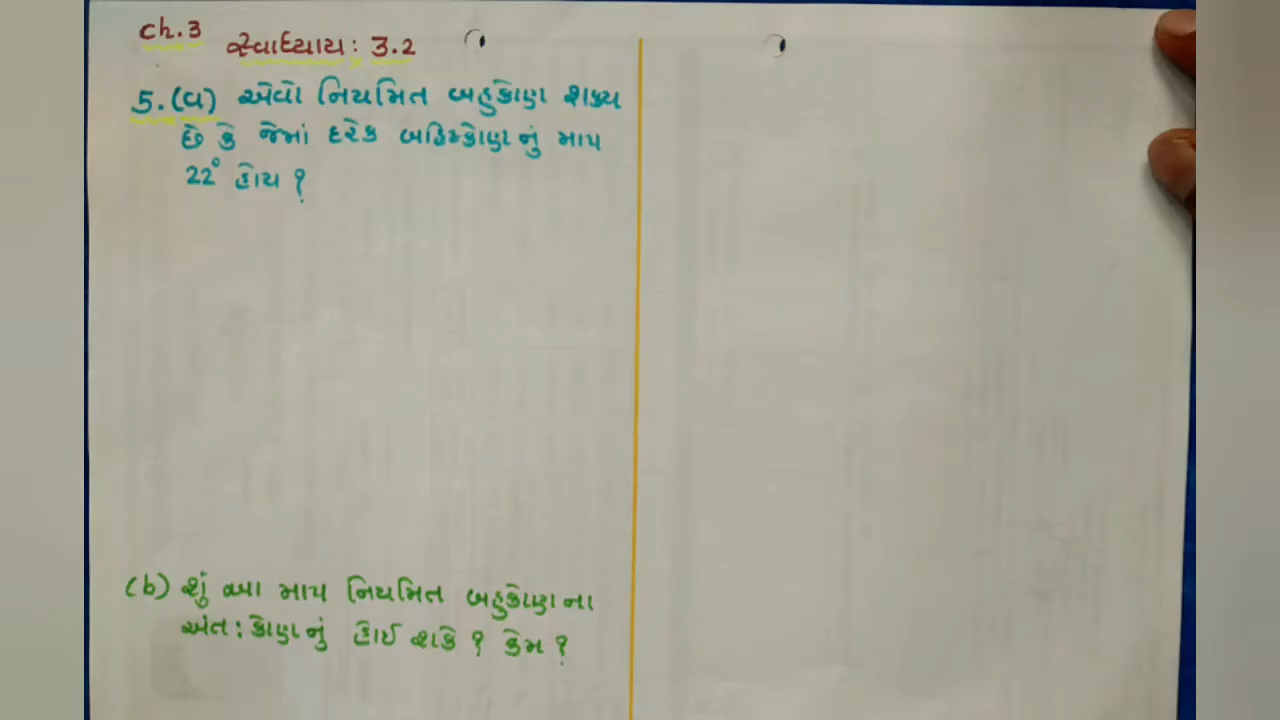 ch.3
સ્વાધ્યાય: 3.2
5.(a) એવો નિયમિત બહુકોણ શક્ય
છે કે જેમાં દરેક બહિષ્કોણનું માપ
22° હોય ?
(b) શું આ માપ નિયમિત બહુકોણના
અંત: કોણનું હોઈ શકે ? કેમ ?